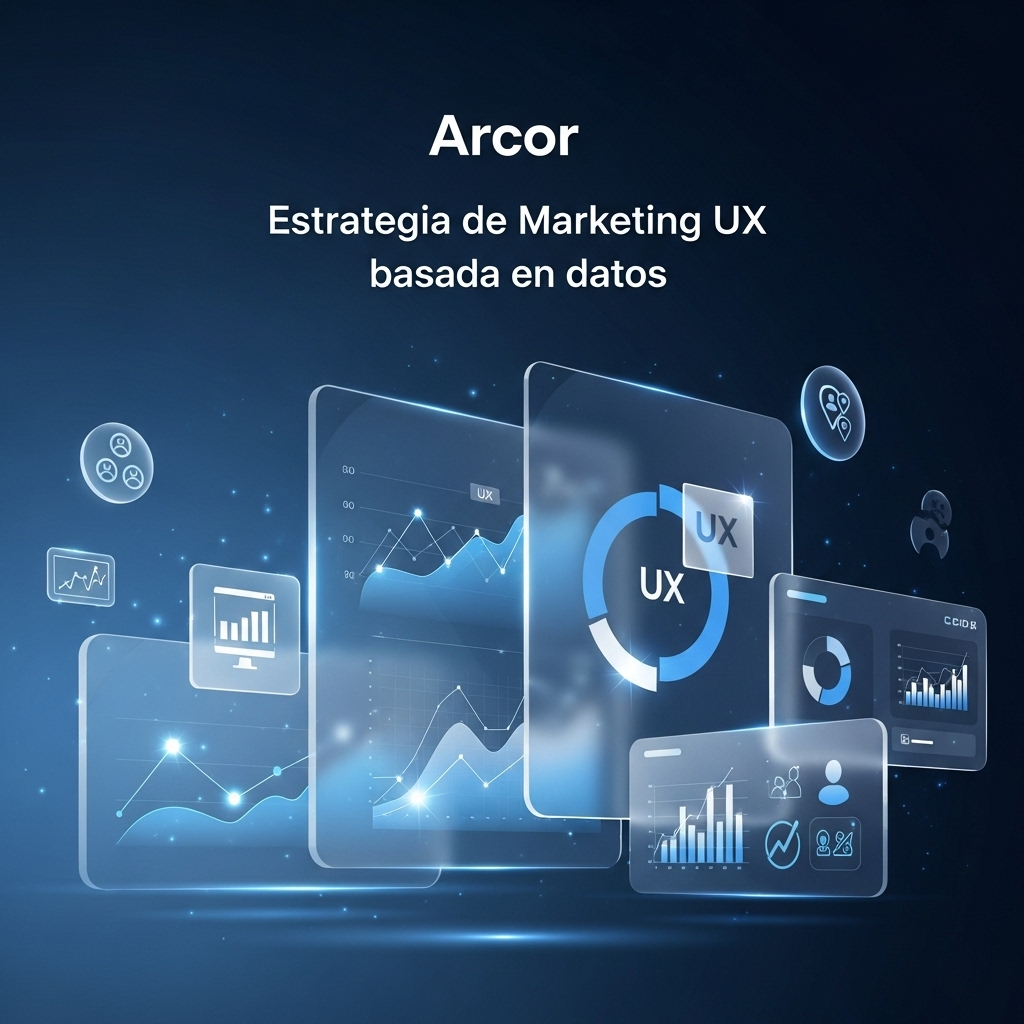 Arcor
Estrategia de Marketing UX
basada en datos
UX
UX
UX